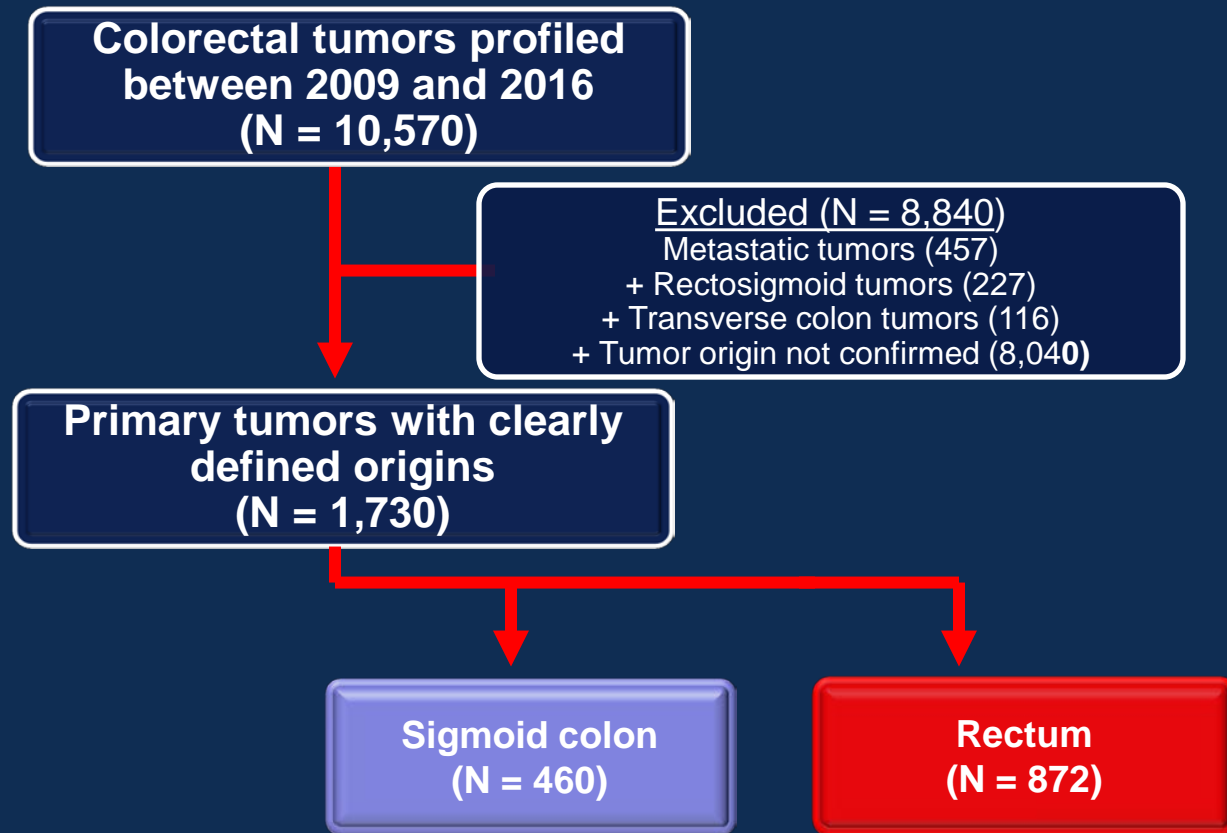 Colorectal tumors profiled
between 2009 and 2016
(N = 10,570)
Excluded (N = 8,840)
Metastatic tumors (457)
+ Rectosigmoid tumors (227)
+ Transverse colon tumors (116)
+ Tumor origin not confirmed (8,040)
Primary tumors with clearly
defined origins
(N = 1,730)
Sigmoid colon
(N = 460)
Rectum
(N = 872)